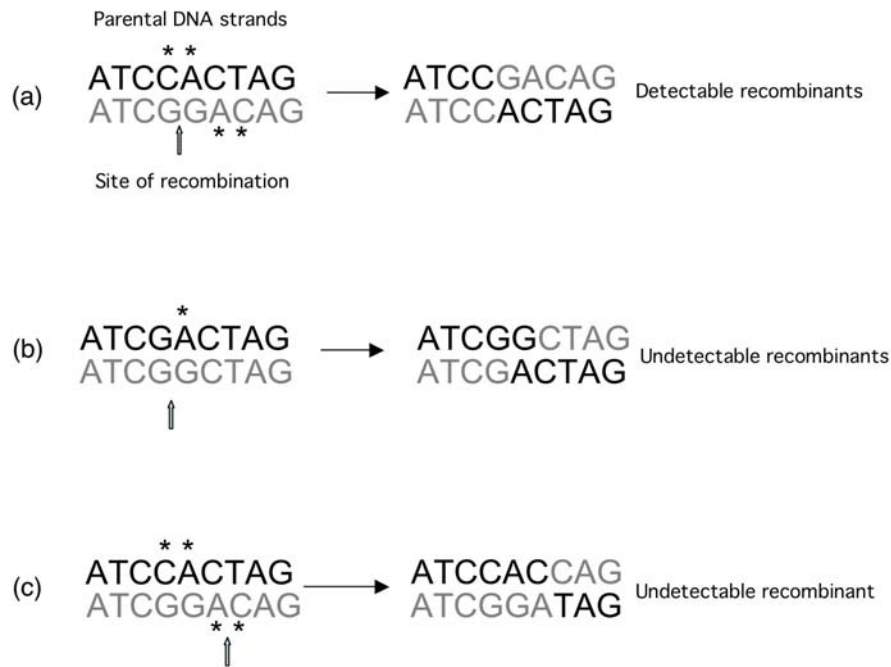 Parental DNA strands
* *
(a)
ATCCACTAG
ATCGGACAG
* *
Site of recombination
ATCCGACAG
ATCCACTAG
Detectable recombinants
*
(b)
ATCGACTAG
ATCGGCTAG
ATCGGCTAG
ATCGACTAG
Undetectable recombinants
* *
(c)
ATCCACTAG
ATCGGACAG
* *
ATCCACCAG
ATCGGATAG
Undetectable recombinant